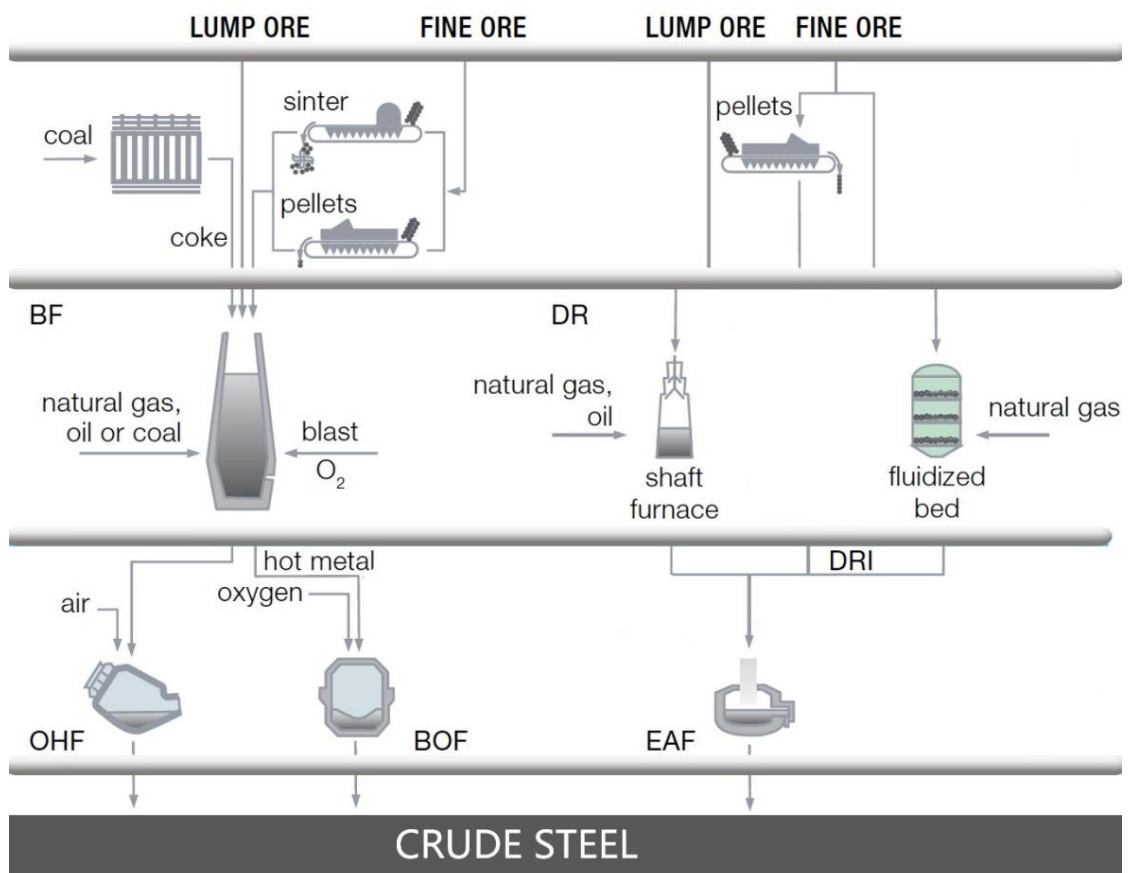 LUMP ORE
FINE ORE
LUMP ORE
FINE ORE
sinter
pellets
coal
pellets
coke
BF
DR
natural gas,
oil or coal
blast
O₂
natural gas,
oil
natural gas
shaft
furnace
fluidized
bed
hot metal
DRI
oxygen
air
OHF
BOF
EAF
CRUDE STEEL